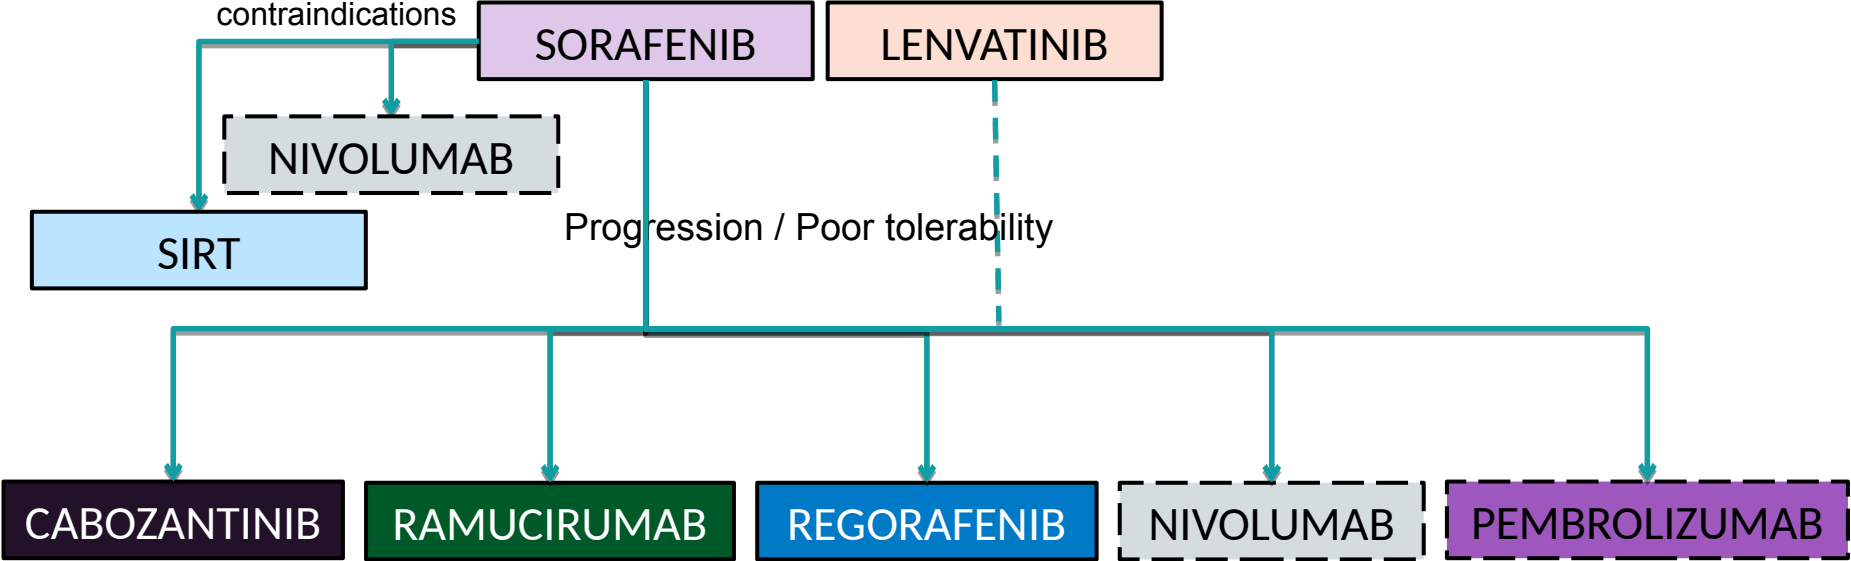 contraindications
SORAFENIB
LENVATINIB
NIVOLUMAB
SIRT
Progression / Poor tolerability
CABOZANTINIB
RAMUCIRUMAB
REGORAFENIB
NIVOLUMAB
PEMBROLIZUMAB